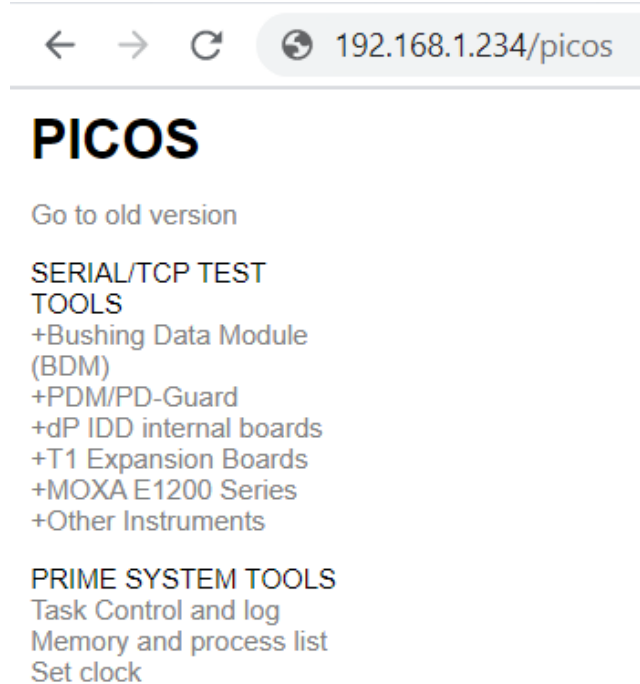 192.168.1.234/picos
PICOS
Go to old version
SERIAL/TCP TEST
TOOLS
+Bushing Data Module
(BDM)
+PDM/PD-Guard
+dP IDD internal boards
+T1 Expansion Boards
+MOXA E1200 Series
+Other Instruments
PRIME SYSTEM TOOLS
Task Control and log
Memory and process list
Set clock